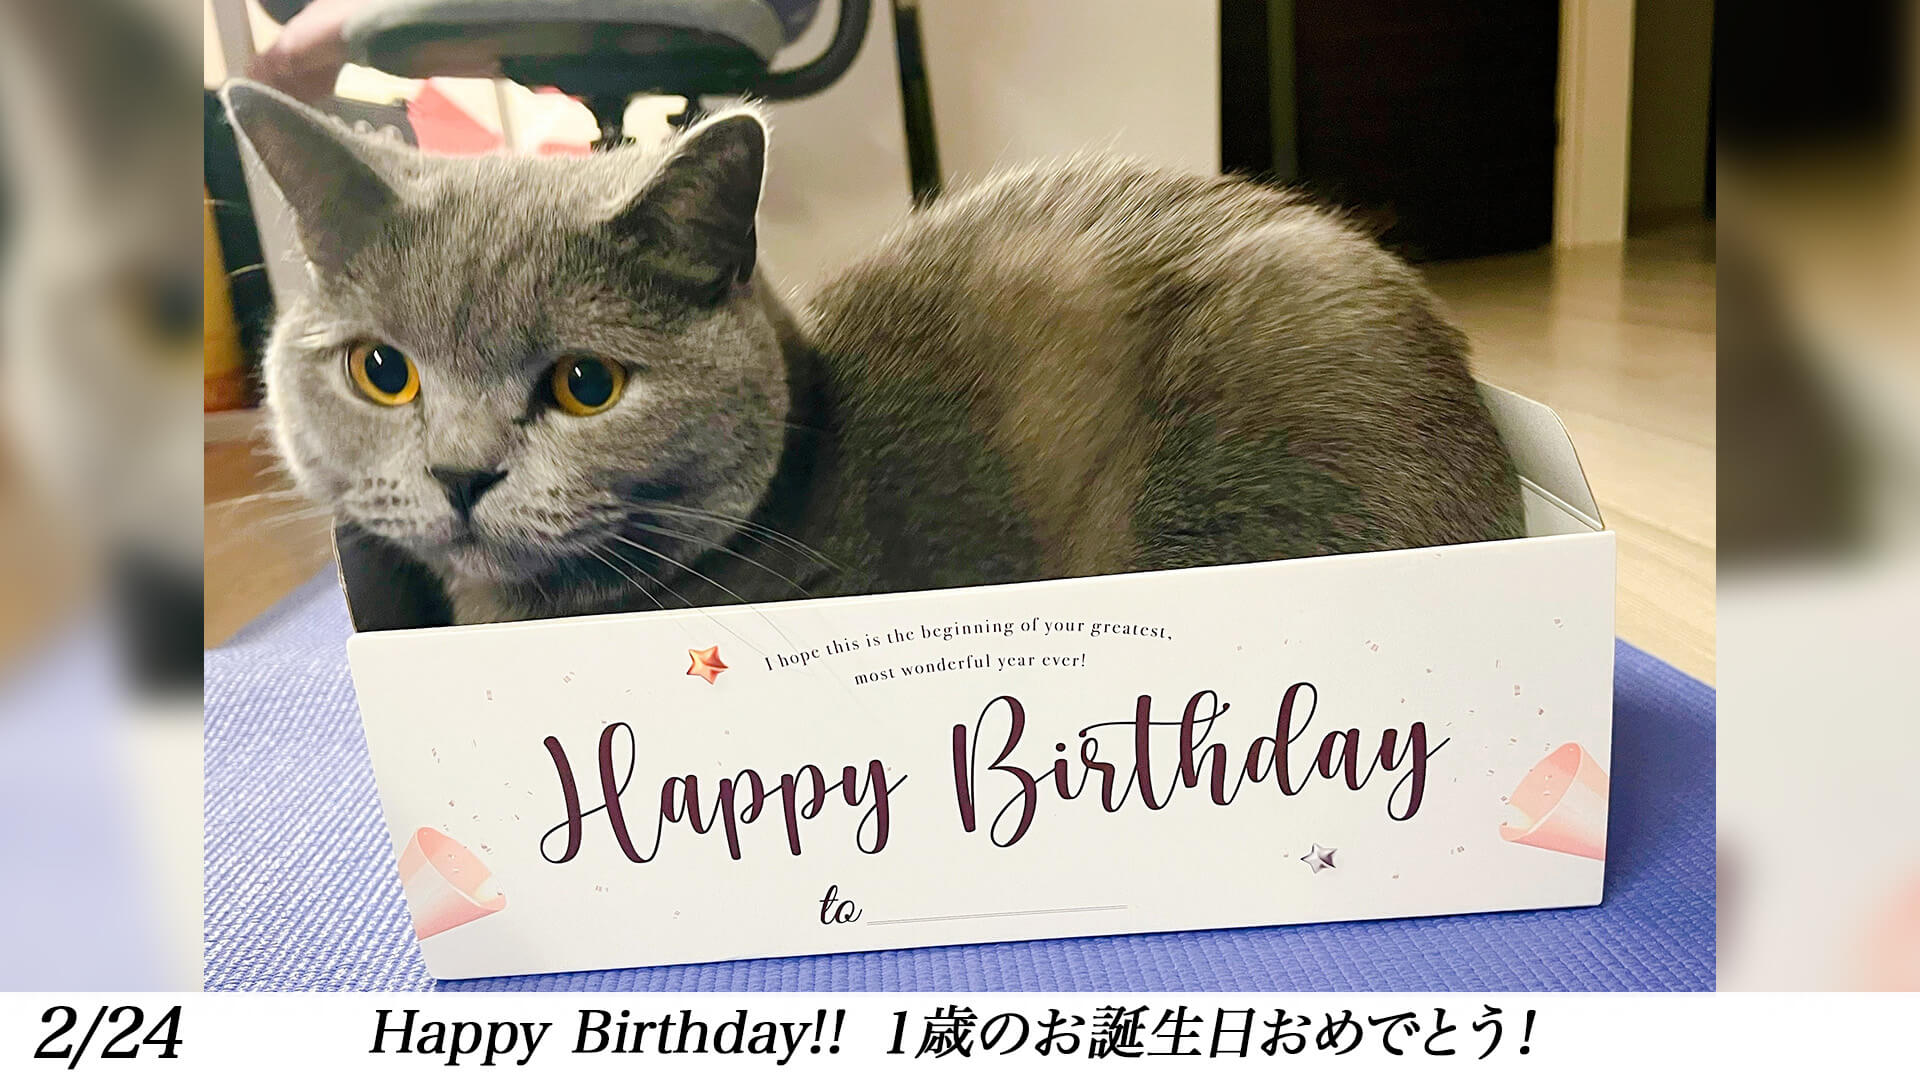 I hope this is the beginning of your greatest,
most wonderful year ever!
Happy Birthday
to
2/24 Happy Birthday!! 1歳のお誕生日おめでとう!